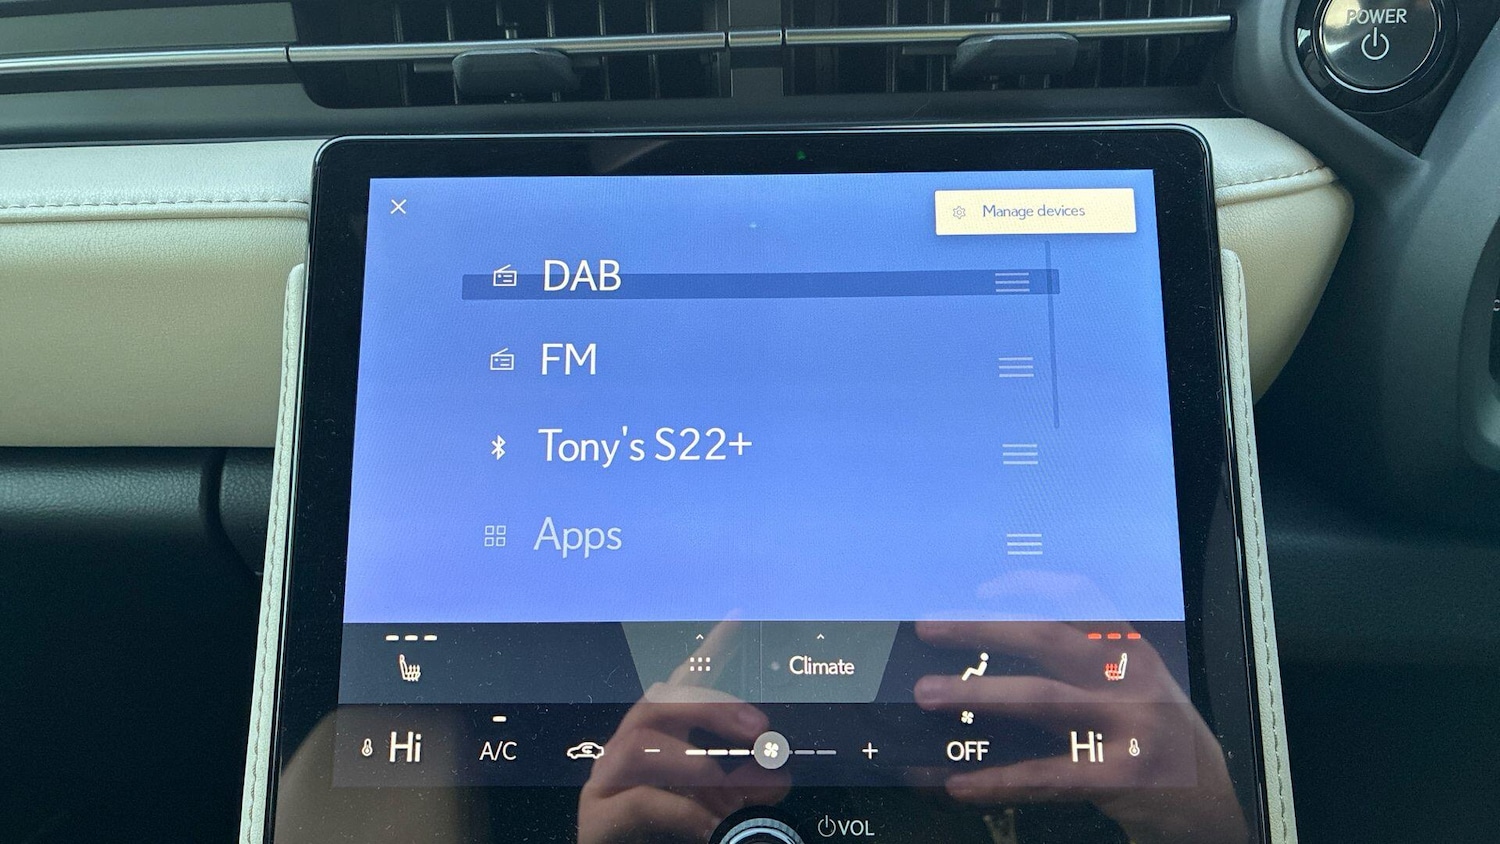 POWER
Manage devices
DAB
FM
Tony's S22+
Apps
Climate
Hi
A/C
OFF
Hi
VOL